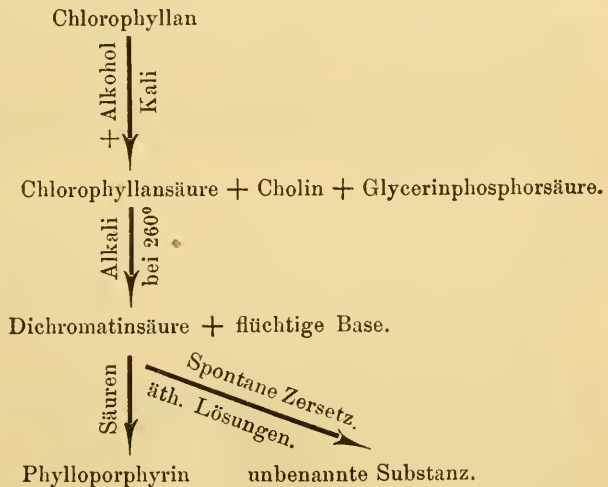 Chlorophyllan
+ Alkohol
Kali
Chlorophyllansäure + Cholin + Glycerinphosphorsäure.
Alkali
bei 260⁰
Dichromatinsäure + flüchtige Base.
Säuren
Spontane Zersetz.
äth. Lösungen.
Phylloporphyrin unbenannte Substanz.